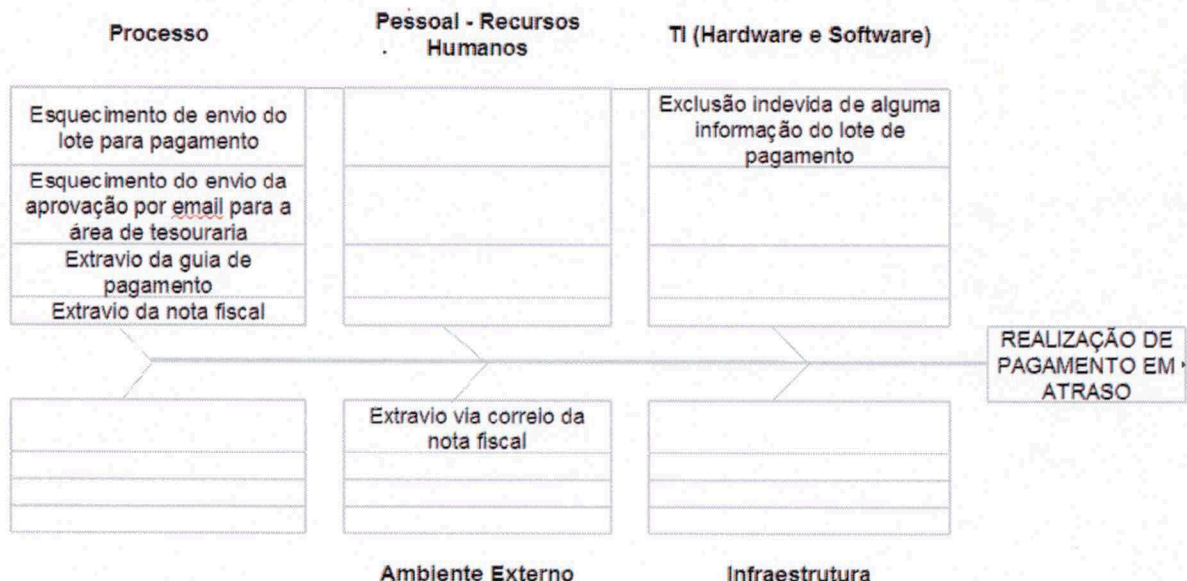 Processo
Pessoal - Recursos
Humanos
TI (Hardware e Software)
Esquecimento de envio do
lote para pagamento
Esquecimento do envio da
aprovação por email para a
área de tesouraria
Extravio da guia de
pagamento
Extravio da nota fiscal
Exclusão indevida de alguma
informação do lote de
pagamento
REALIZAÇÃO DE
PAGAMENTO EM
ATRASO
Extravio via correio da
nota fiscal
Ambiente Externo
Infraestrutura